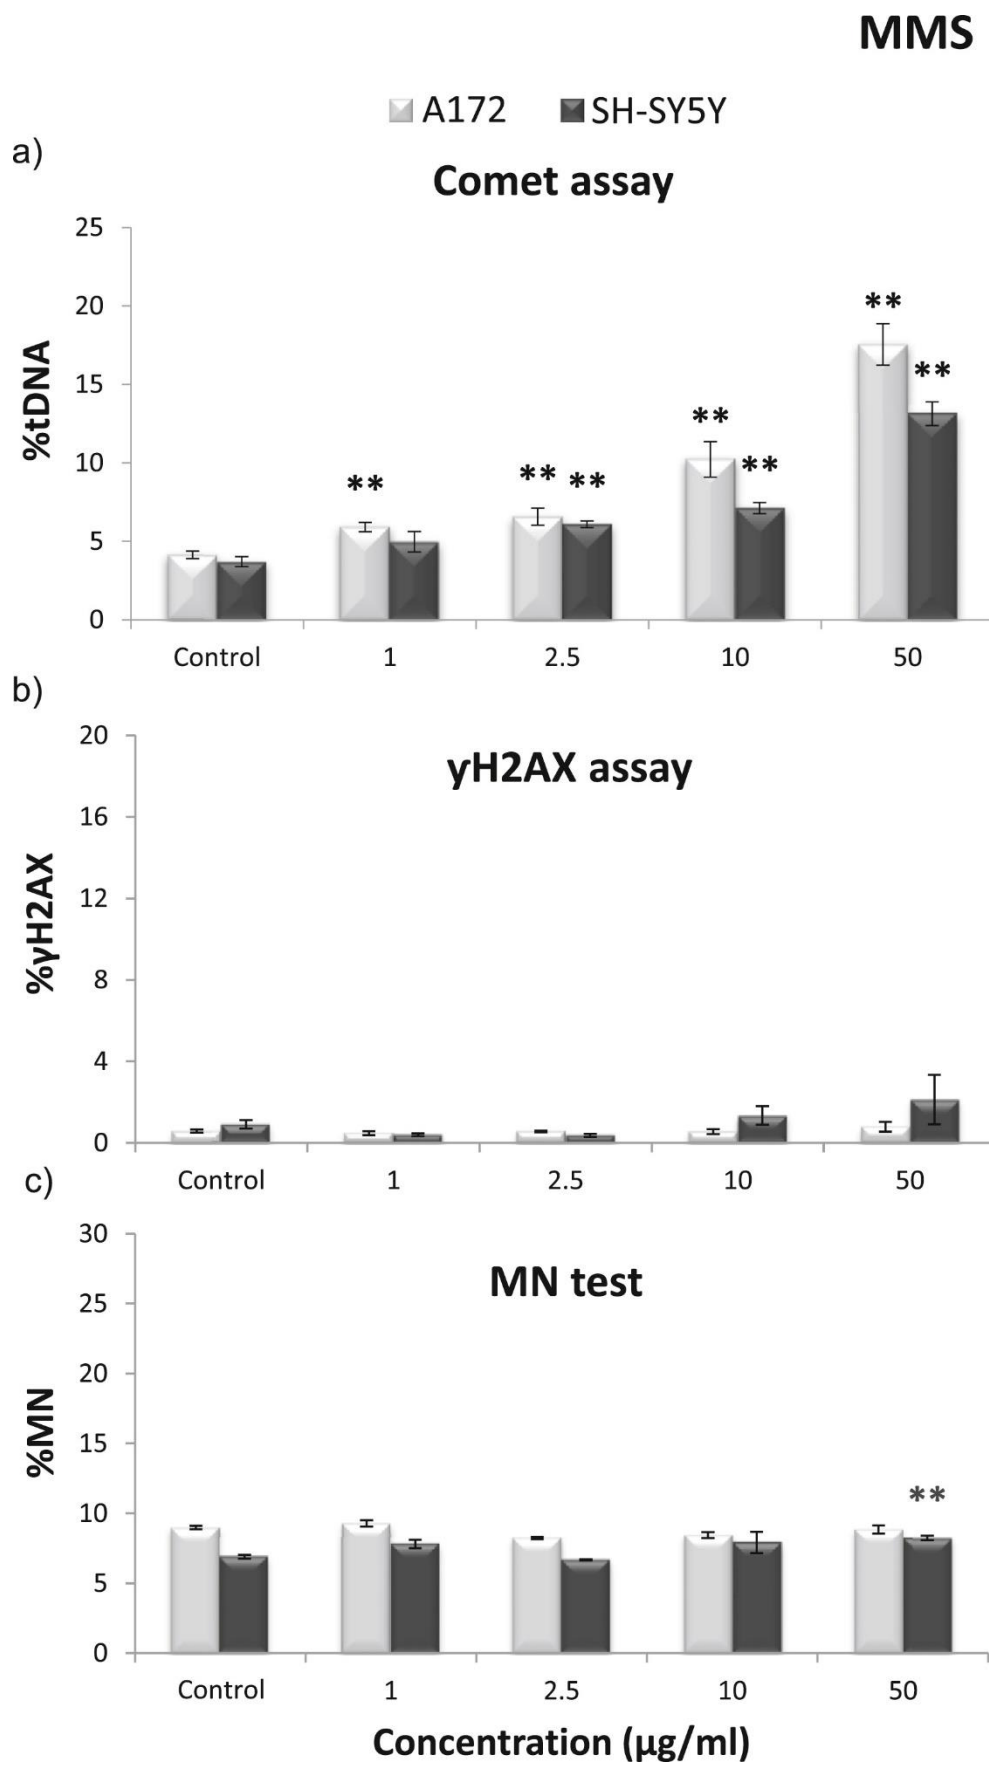 MMS
A172 SH-SY5Y
a)
Comet assay
25
20
15
10
5
0
%tDNA
** ** ** ** ** ** **
Control 1 2.5 10 50
b)
γH2AX assay
20
16
12
8
4
0
%γH2AX
Control 1 2.5 10 50
c)
MN test
30
25
20
15
10
5
0
%MN
**
Control 1 2.5 10 50
Concentration (μg/ml)